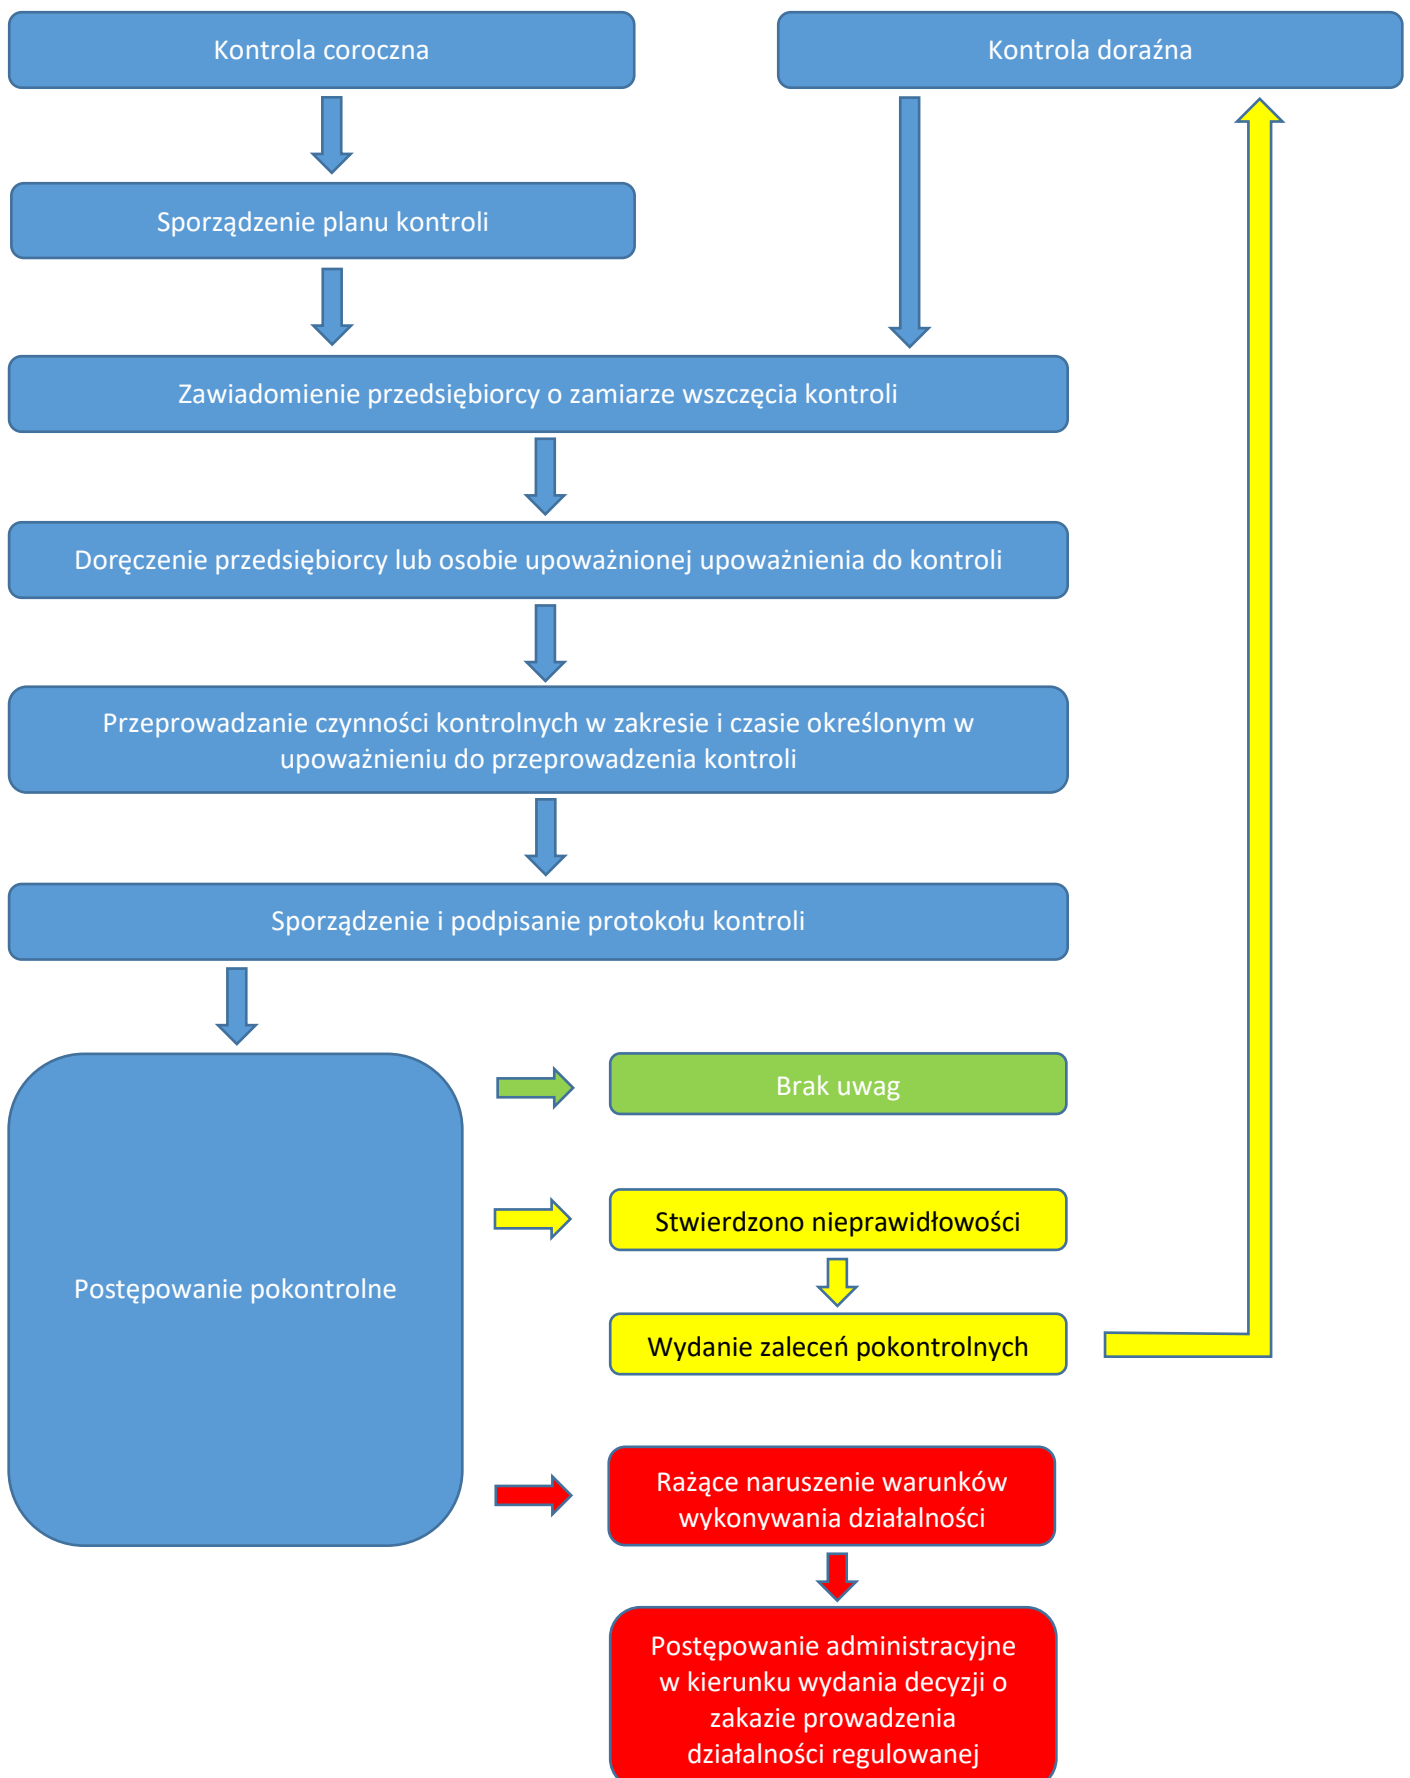 Kontrola coroczna
Kontrola doraźna
Sporządzenie planu kontroli
Zawiadomienie przedsiębiorcy o zamiarze wszczęcia kontroli
Doręczenie przedsiębiorcy lub osobie upoważnionej upoważnienia do kontroli
Przeprowadzanie czynności kontrolnych w zakresie i czasie określonym w
upoważnieniu do przeprowadzenia kontroli
Sporządzenie i podpisanie protokołu kontroli
Postępowanie pokontrolne
Brak uwag
Stwierdzono nieprawidłowości
Wydanie zaleceń pokontrolnych
Rażące naruszenie warunków
wykonywania działalności
Postępowanie administracyjne
w kierunku wydania decyzji o
zakazie prowadzenia
działalności regulowanej